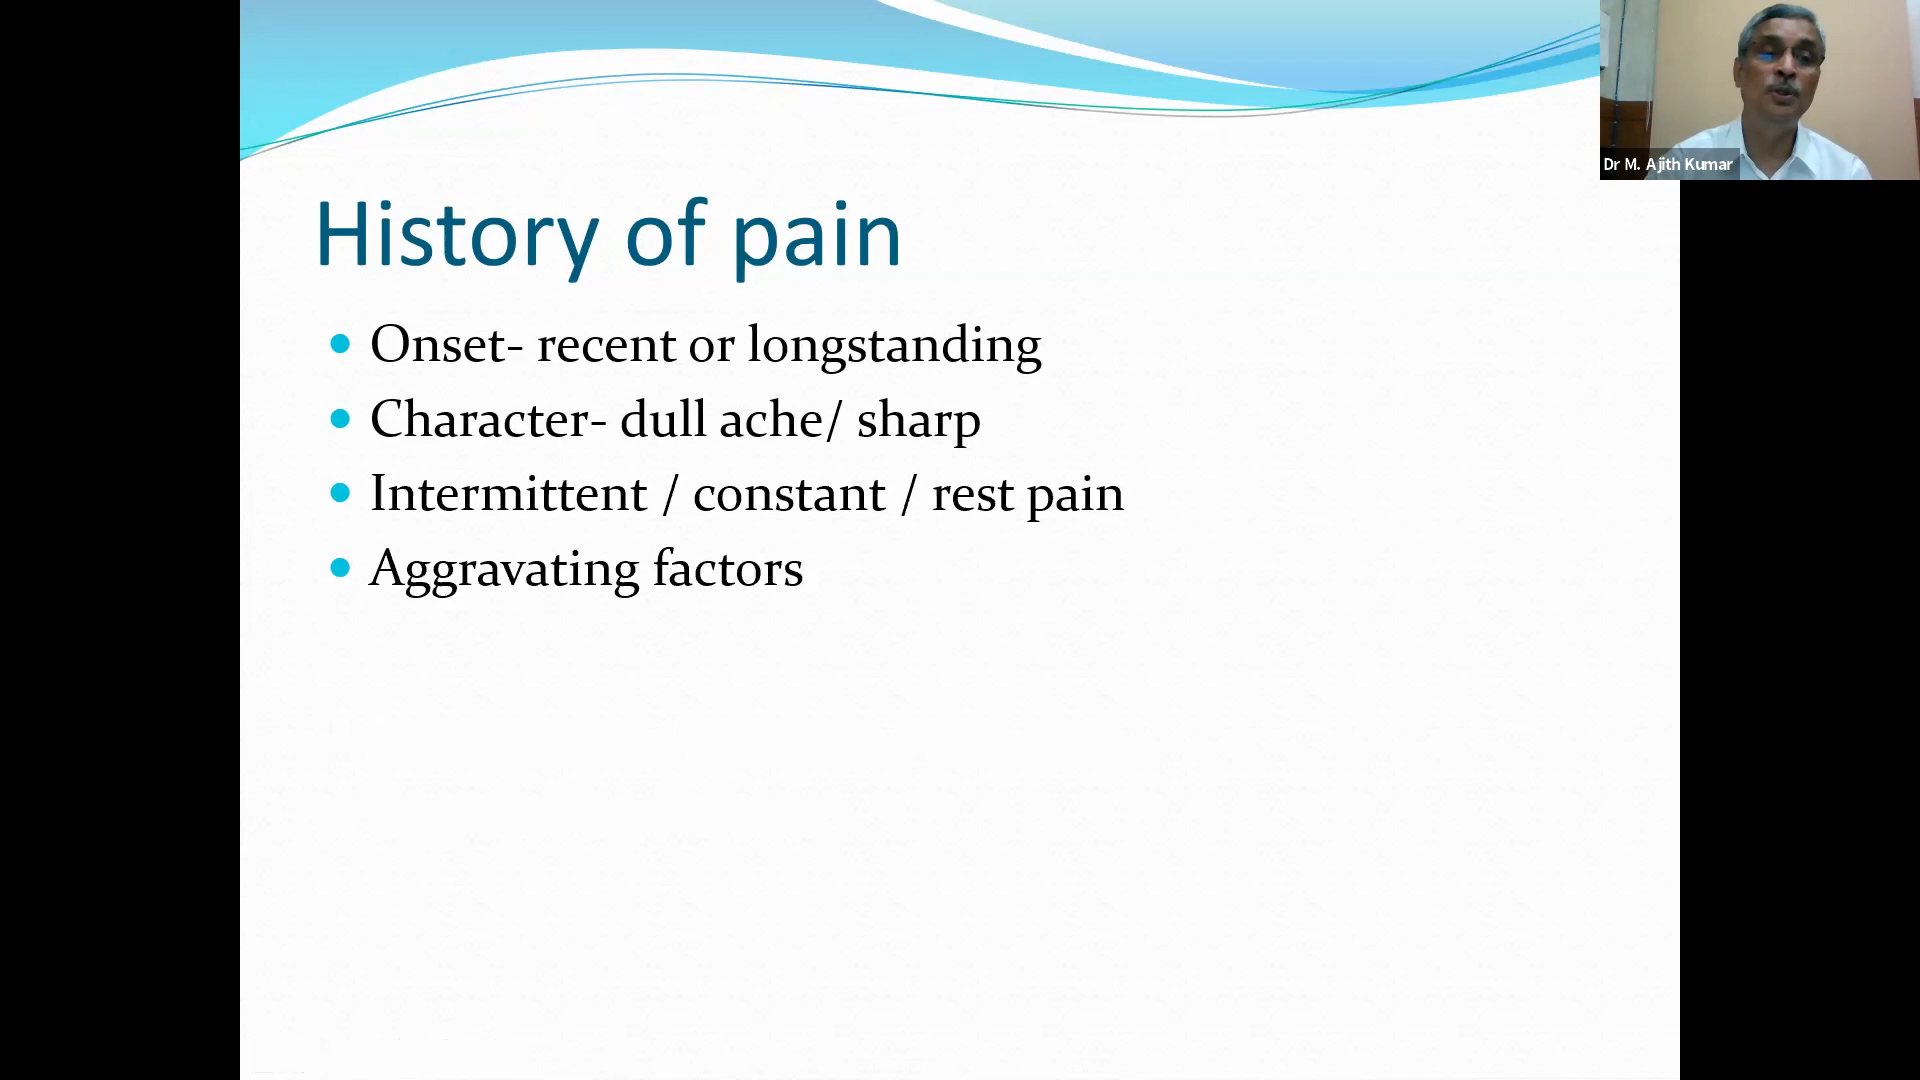 Dr M. Ajith Kumar
History of pain
Onset- recent or longstanding
Character- dull ache/ sharp
Intermittent / constant / rest pain
Aggravating factors